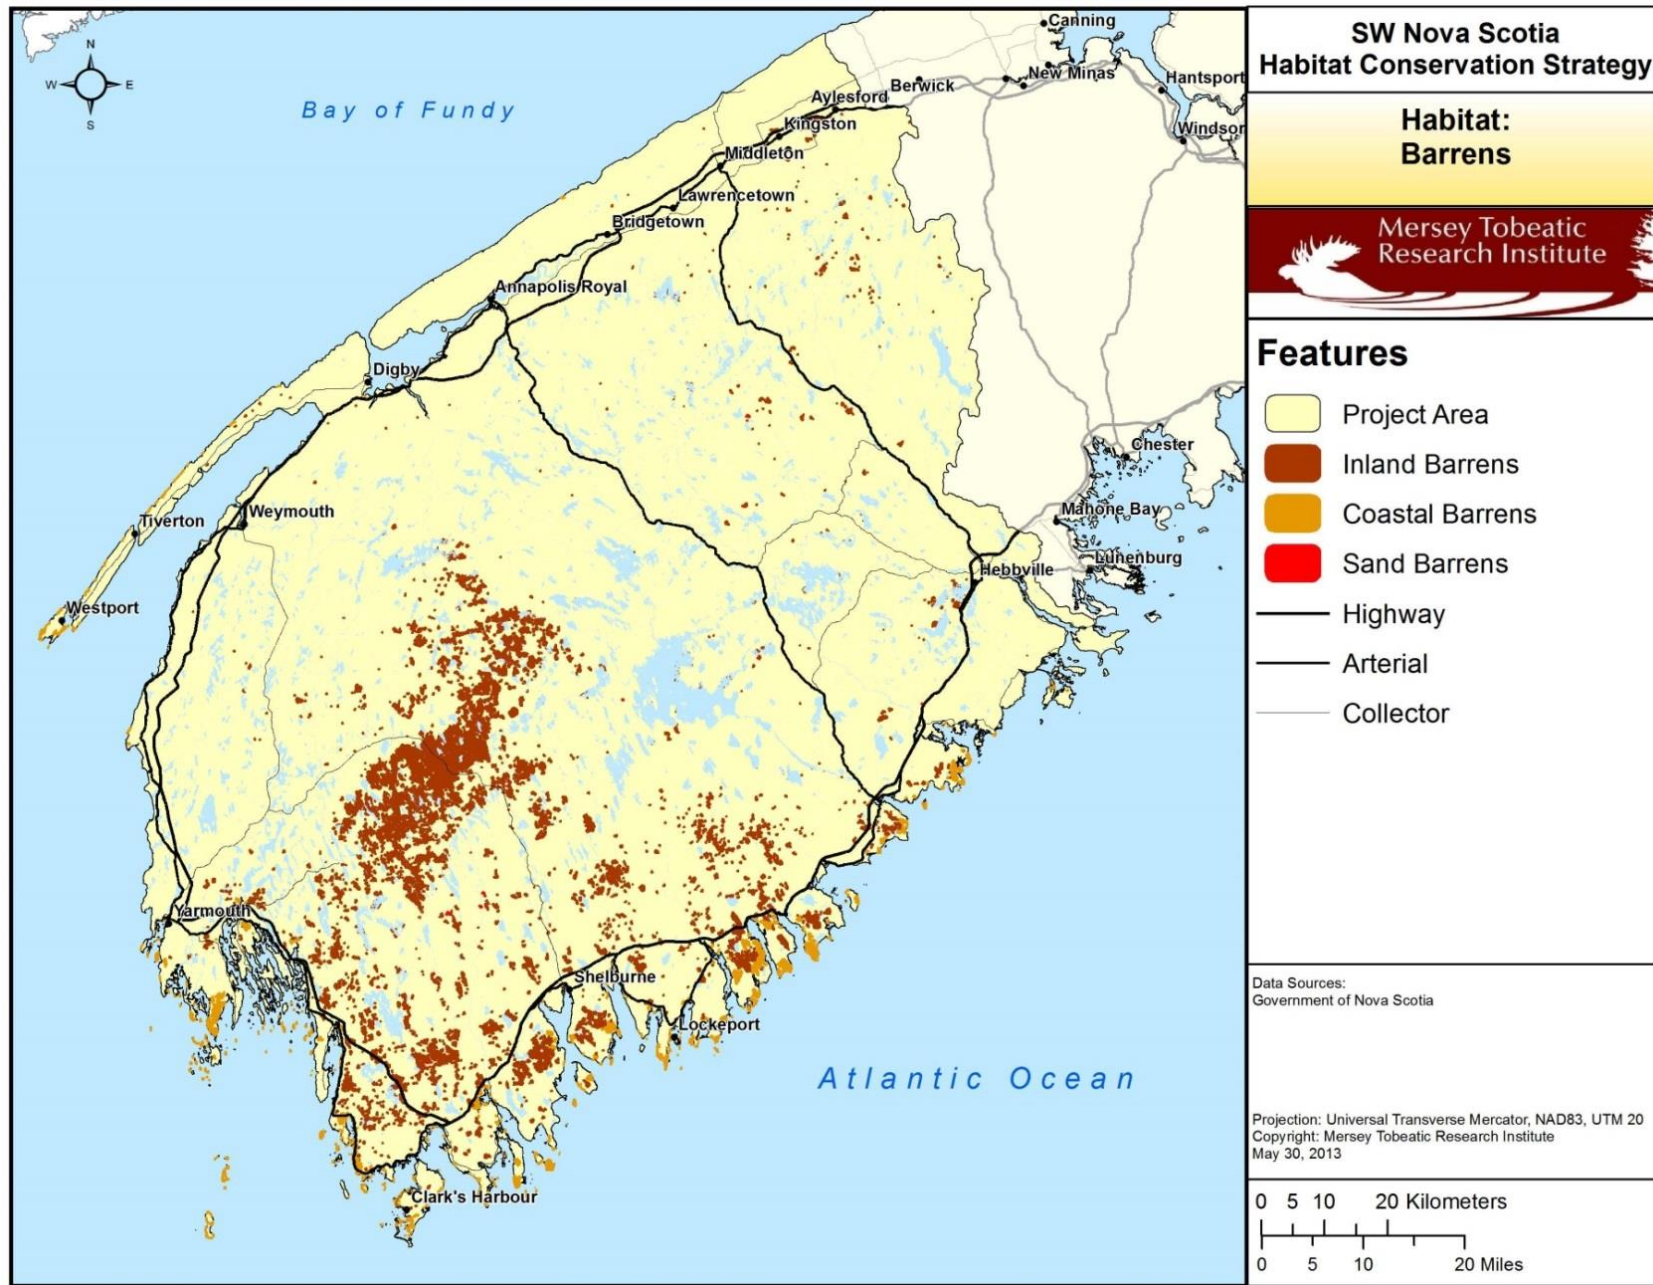 SW Nova Scotia
Habitat Conservation Strategy
Habitat:
Barrens
Mersey Tobeatic
Research Institute
Features
Project Area
Inland Barrens
Coastal Barrens
Sand Barrens
Highway
Arterial
Collector
Data Sources:
Government of Nova Scotia
Projection: Universal Transverse Mercator, NAD83, UTM 20
Copyright: Mersey Tobeatic Research Institute
May 30, 2013
0 5 10 20 Kilometers
0 5 10 20 Miles
N
W E
S
Bay of Fundy
Canning
New Minas
Hantsport
Berwick
Aylesford
Kingston
Windsor
Middleton
Lawrencetown
Bridgetown
Annapolis Royal
Digby
Chester
Mahone Bay
Weymouth
Tiverton
Lunenburg
Hebbville
Westport
Yarmouth
Shelburne
Lockeport
Atlantic Ocean
Clark's Harbour